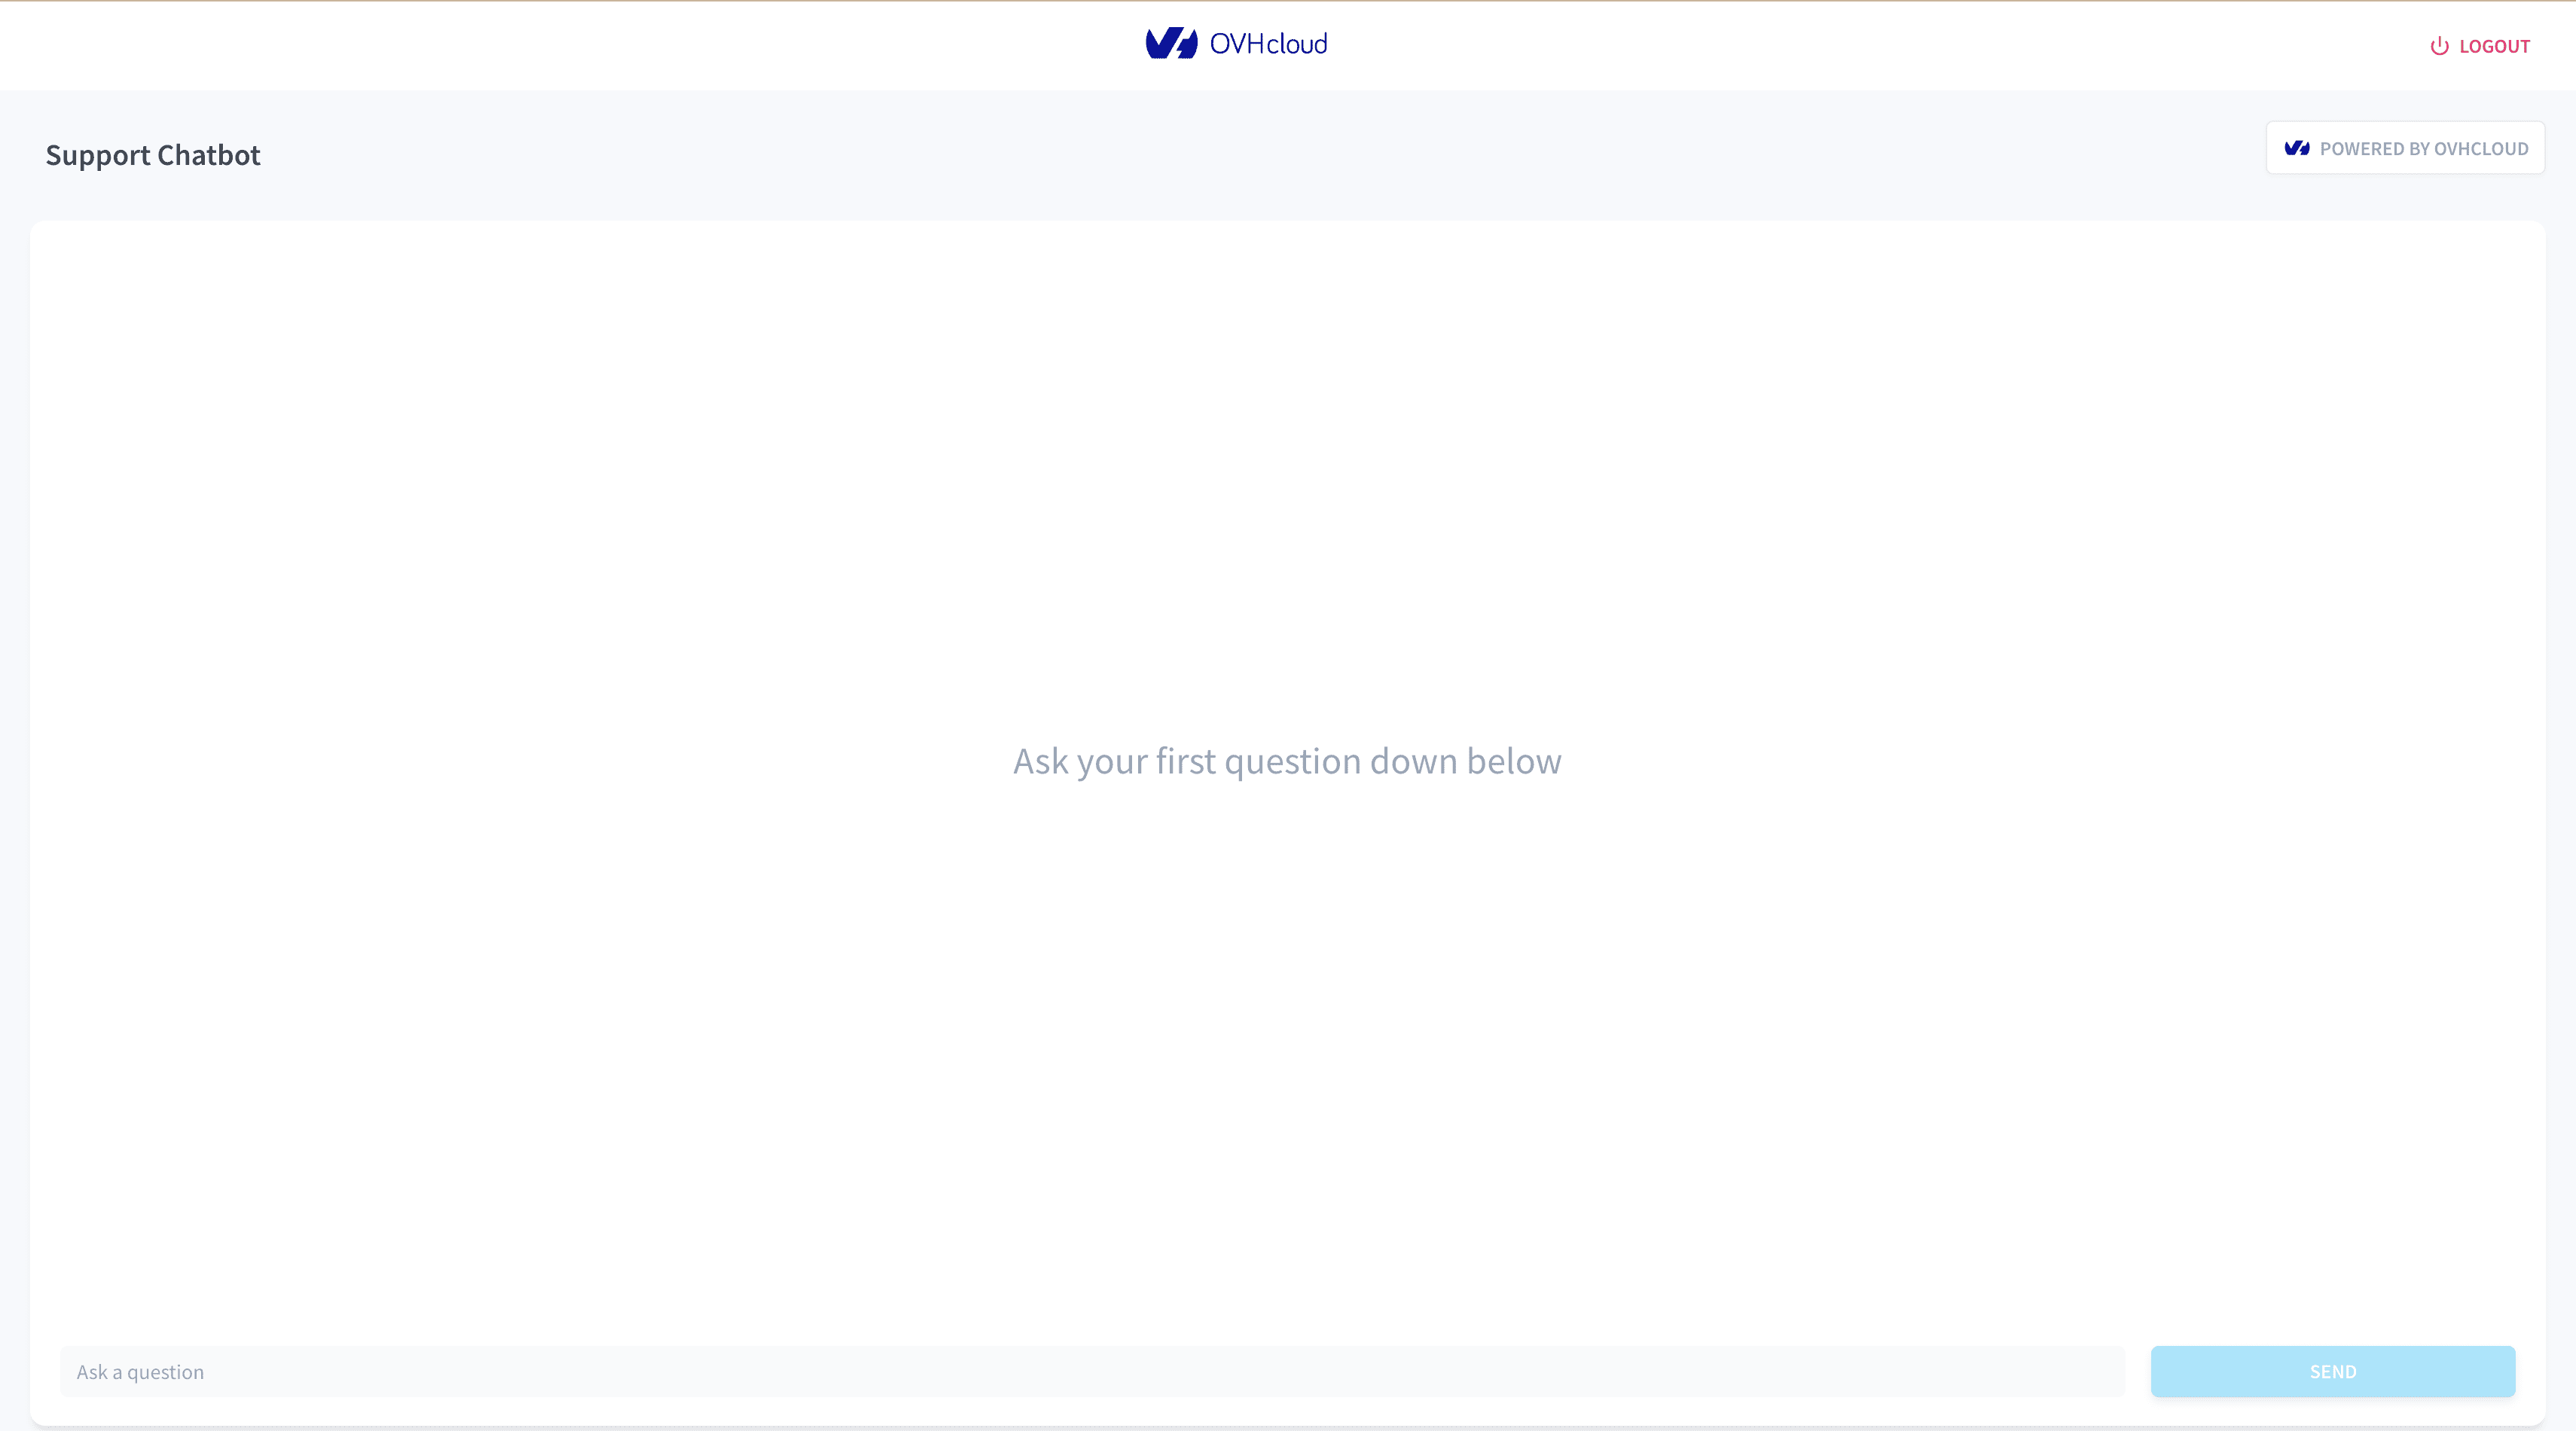 OVHcloud
LOGOUT
Support Chatbot
POWERED BY OVHCLOUD
Ask your first question down below
Ask a question
SEND